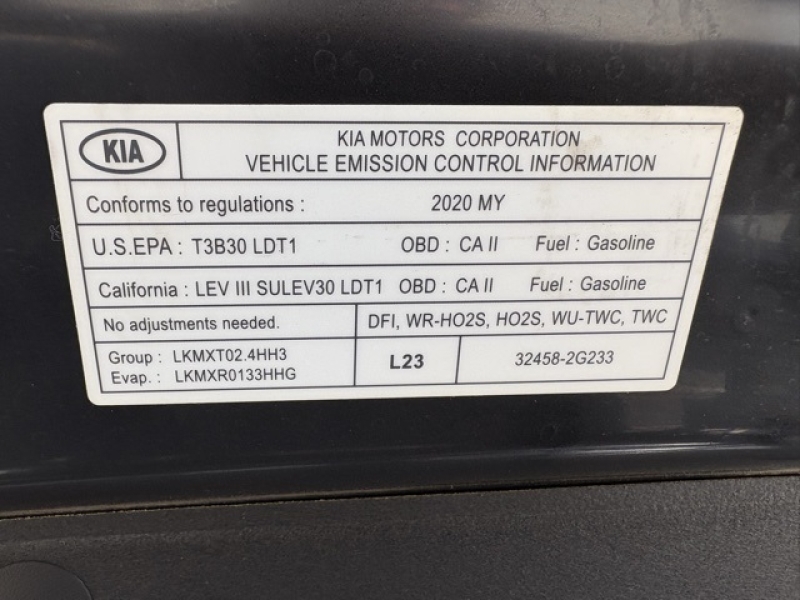 KIA
KIA MOTORS CORPORATION
VEHICLE EMISSION CONTROL INFORMATION
Conforms to regulations : 2020 MY
U.S.EPA : T3B30 LDT1 OBD : CA II Fuel : Gasoline
California : LEV III SULEV30 LDT1 OBD : CA II Fuel : Gasoline
No adjustments needed. DFI, WR-HO2S, HO2S, WU-TWC, TWC
Group : LKMXT02.4HH3
Evap. : LKMXR0133HHG
L23
32458-2G233